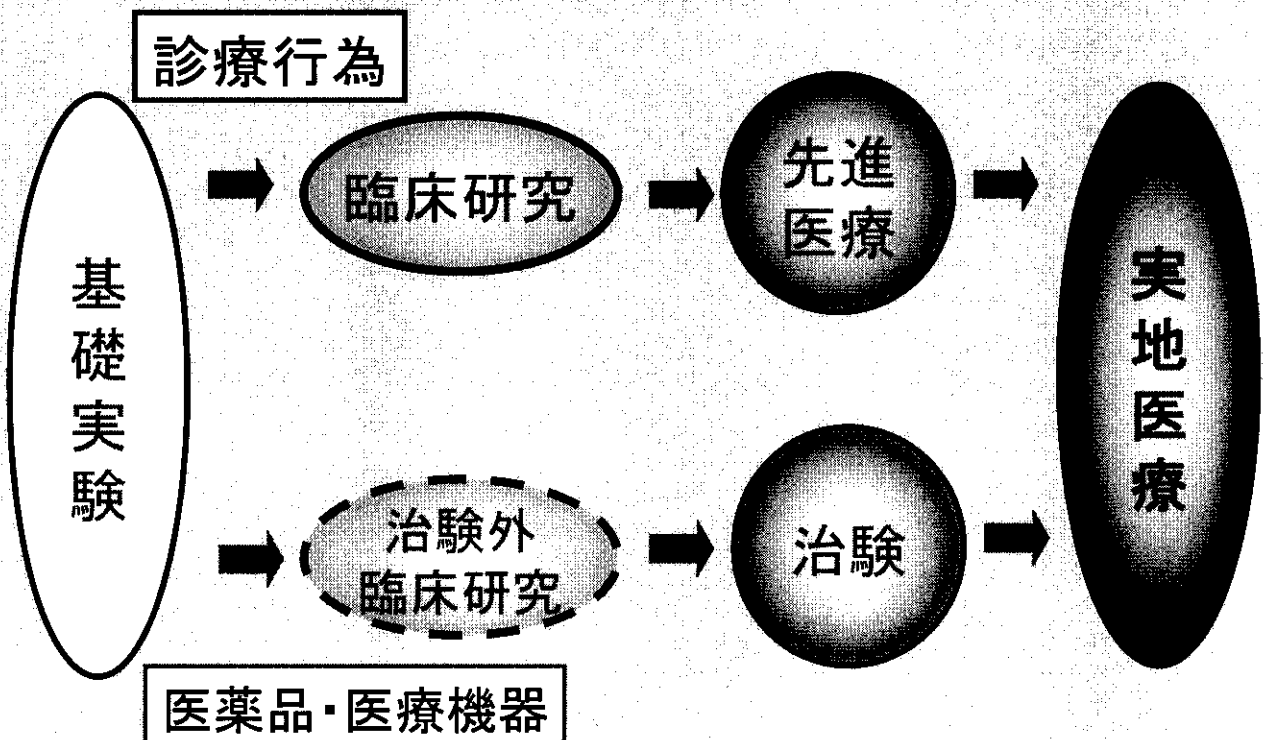 診療行為
基礎実験
臨床研究
先進
医療
実地医療
治験外
臨床研究
治験
医薬品・医療機器